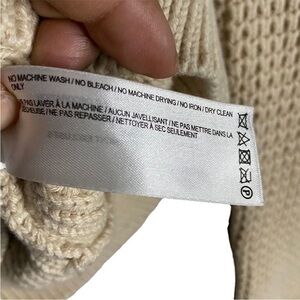 NO MACHINE WASH / NO BLEACH / NO MACHINE DRYING / NO IRON / DRY CLEAN
ONLY
PAS LAVER À LA MACHINE / AUCUN JAVELLISANT / NE PAS METTRE DANS LA
SÉCHEUSE / NE PAS REPASSER / NETTOYER À SEC SEULEMENT
P